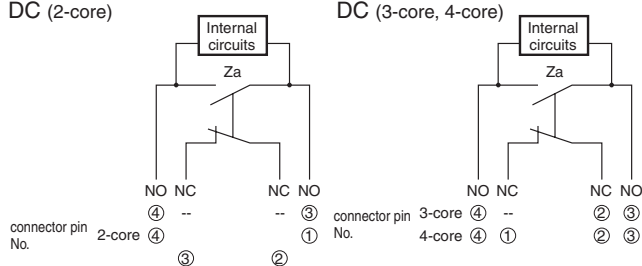 DC (2-core)
DC (3-core, 4-core)
Internal
circuits
Internal
circuits
Za
Za
NO NC NC NO
NO NC NC NO
④ -- -- ③
connector pin
No.
2-core ④ ①
③ ②
connector pin
No.
3-core ④ -- ② ③
4-core ④ ① ② ③